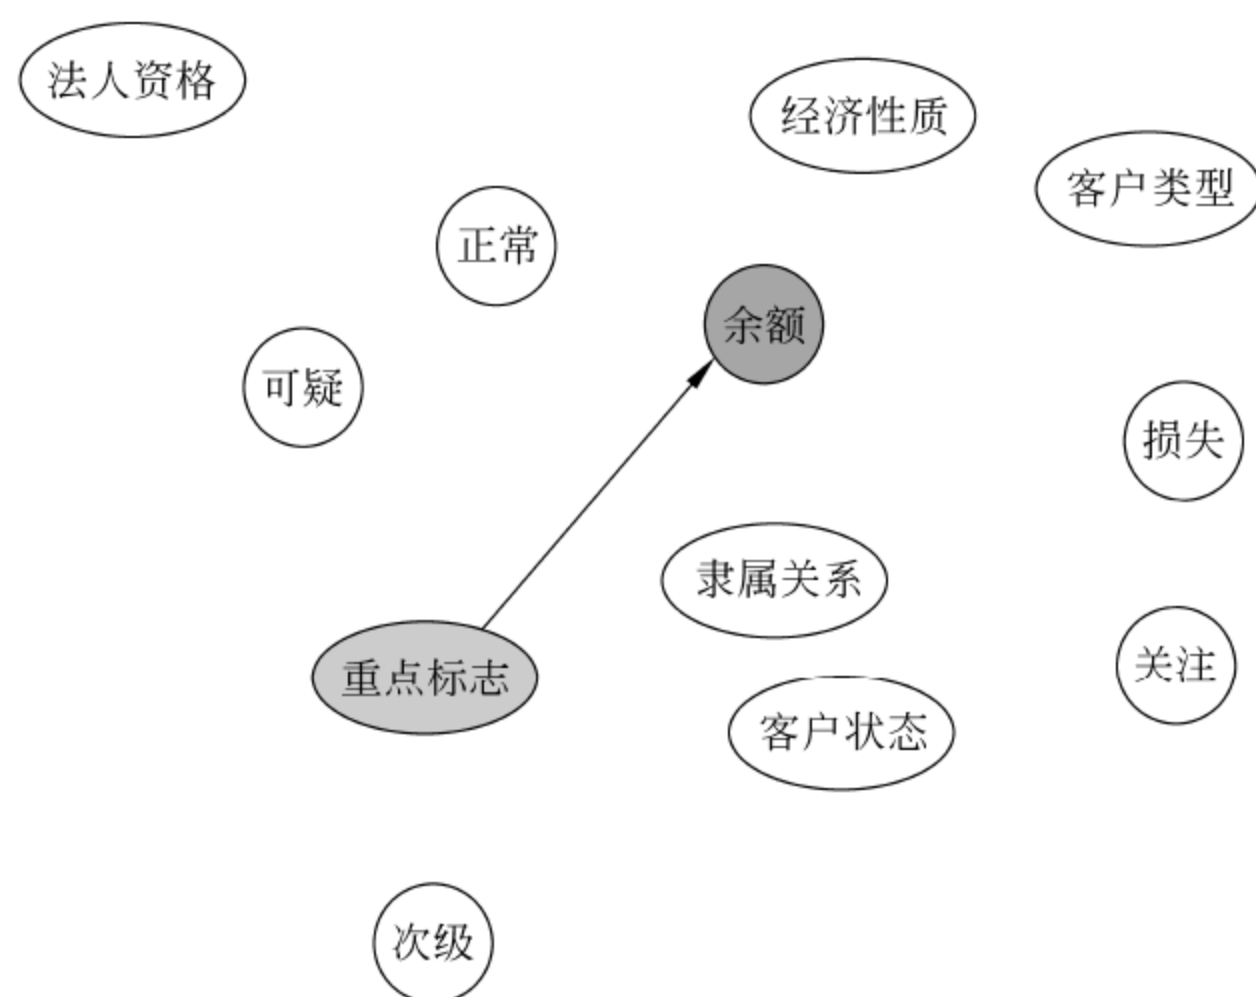 法人资格
经济性质
客户类型
正常
余额
可疑
损失
隶属关系
关注
重点标志
客户状态
次级